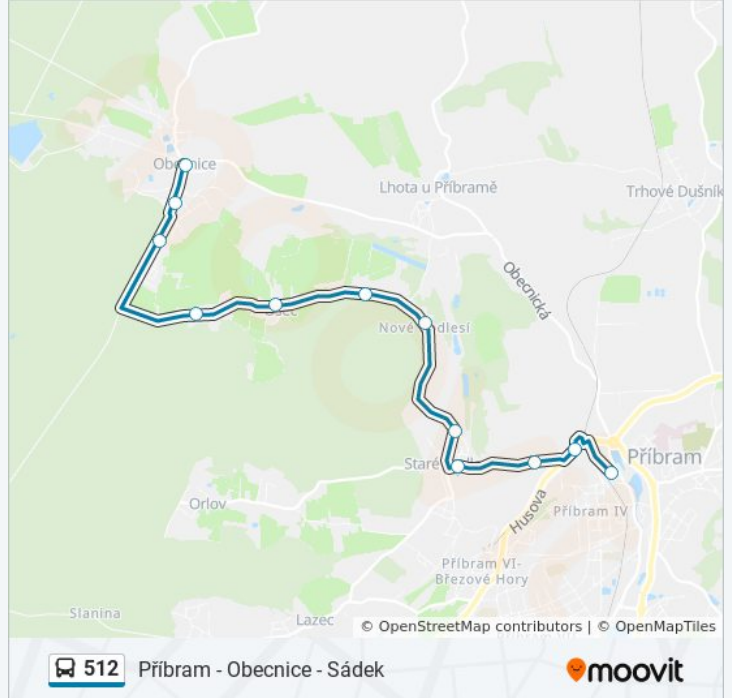 Obecnice
Lhota u Příbramě
Trhové Dušník
Obecnická
Nové Podlesí
Příbram
Orlov
Husova
Příbram IV
Příbram VI-
Březové Hory
Slanina
Lazec
© OpenStreetMap contributors | © OpenMapTiles
512 Příbram - Obecnice - Sádek
moovit